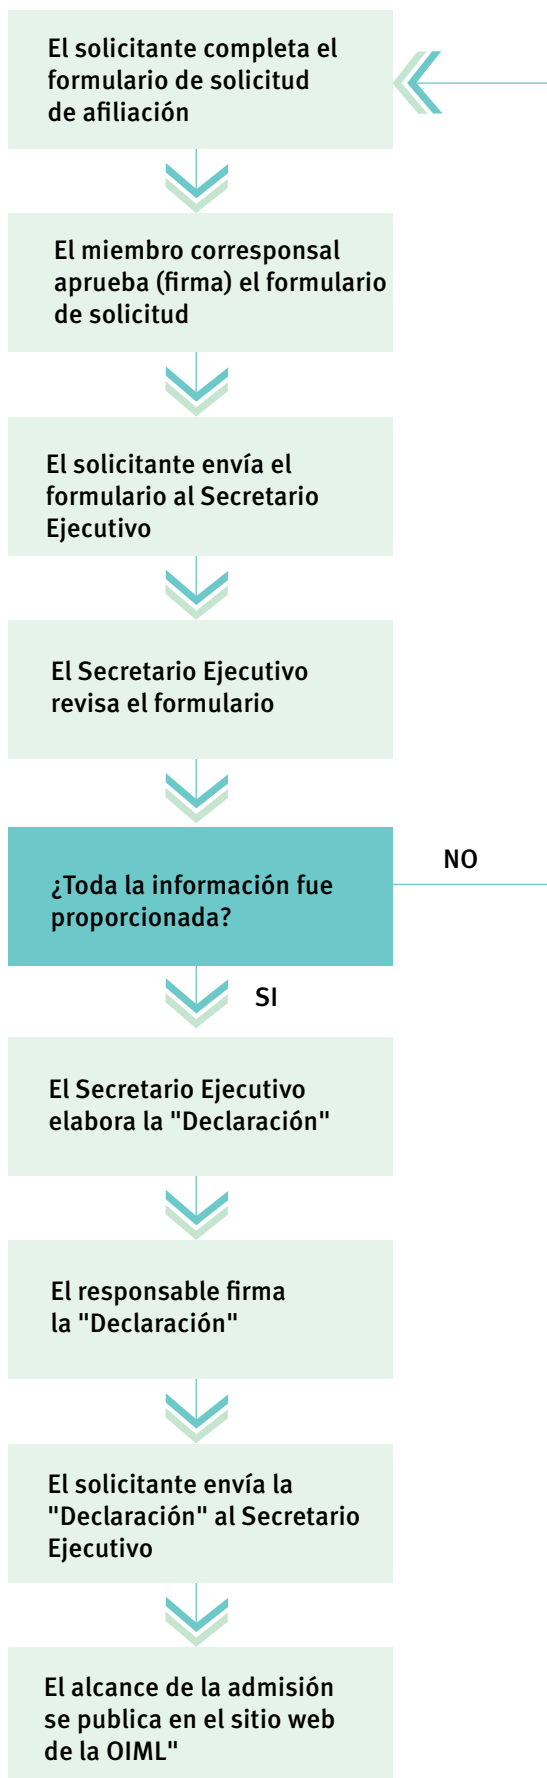 El solicitante completa el
formulario de solicitud
de afiliación
El miembro corresponsal
aprueba (firma) el formulario
de solicitud
El solicitante envía el
formulario al Secretario
Ejecutivo
El Secretario Ejecutivo
revisa el formulario
¿Toda la información fue
proporcionada?
NO
SI
El Secretario Ejecutivo
elabora la "Declaración"
El responsable firma
la "Declaración"
El solicitante envía la
"Declaración" al Secretario
Ejecutivo
El alcance de la admisión
se publica en el sitio web
de la OIML"